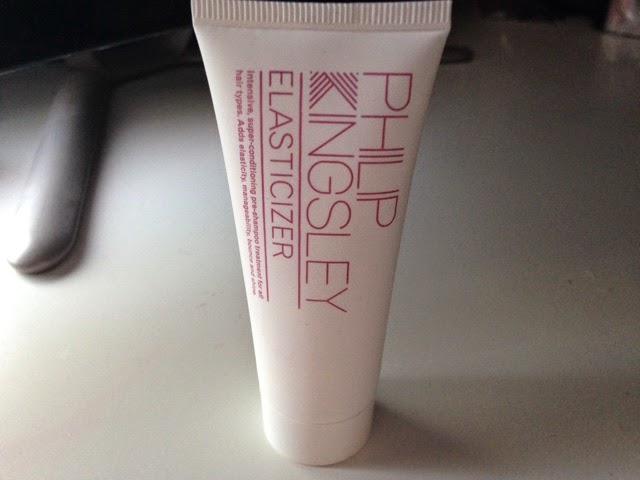 PHILIP
KINGSLEY
ELASTICIZER
Intensive, super-conditioning pre-shampoo treatment for all
hair types. Adds elasticity, manageability, bounce and shine.